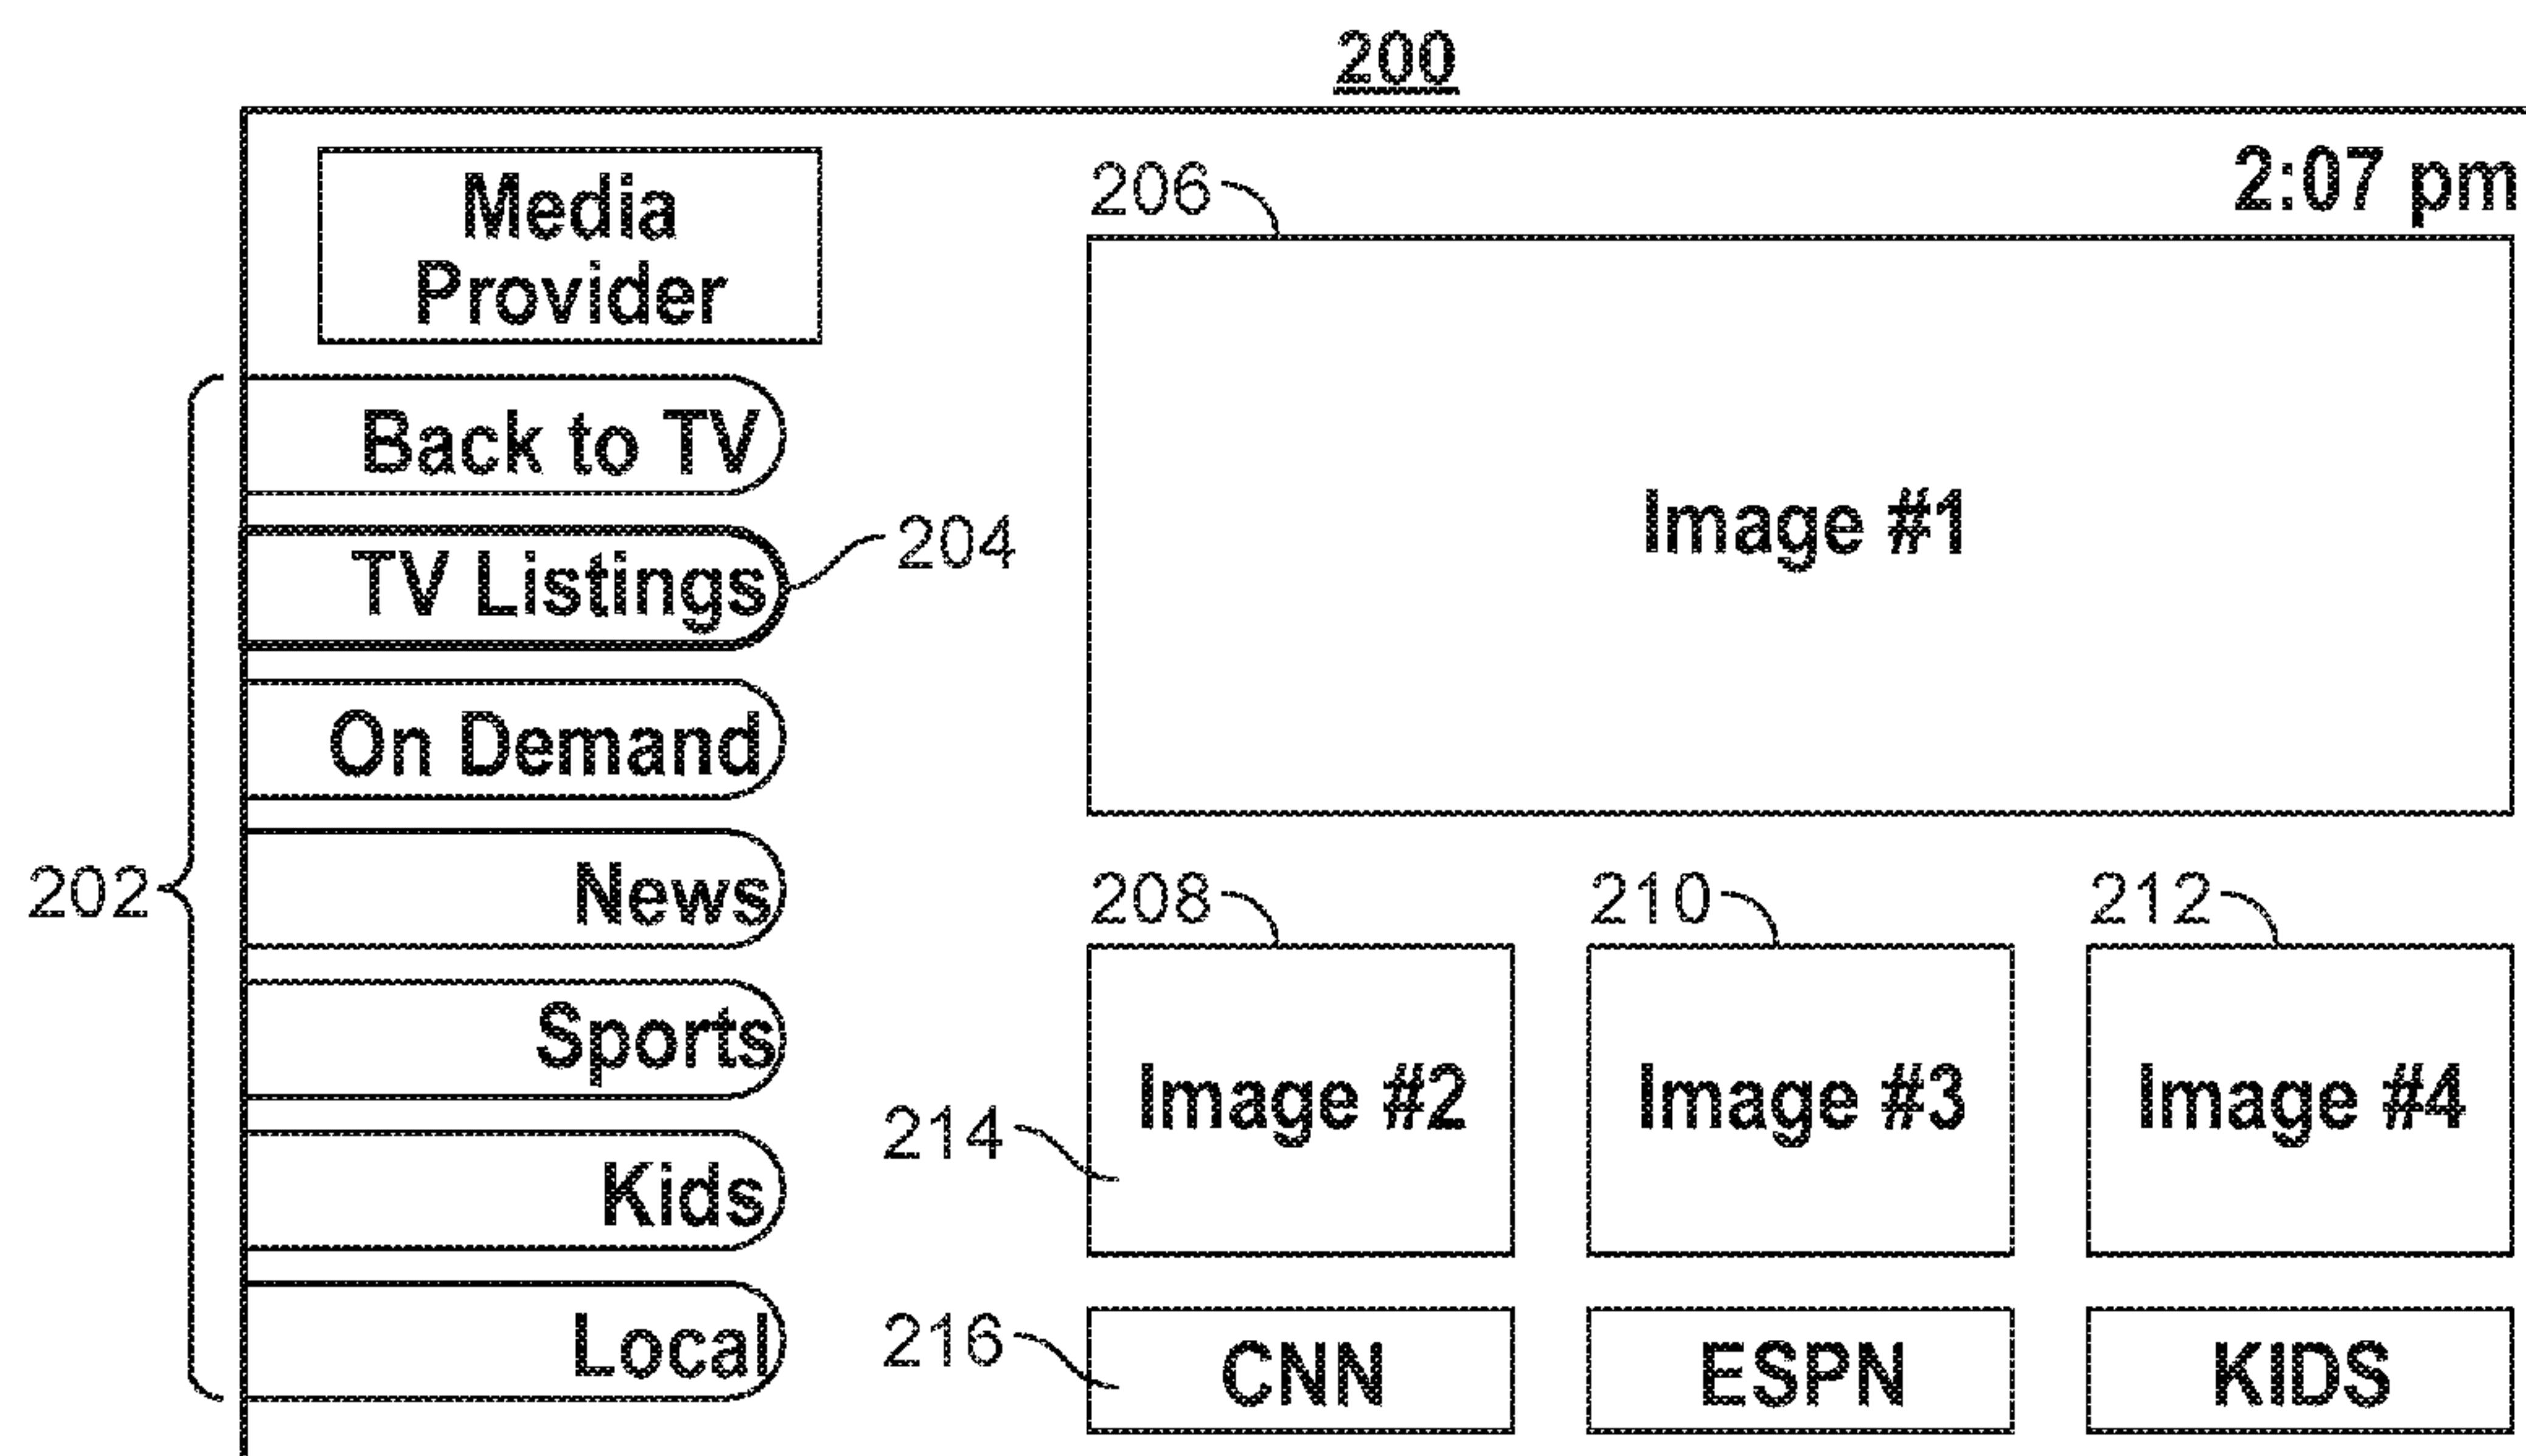 200
2:07 pm
Media
Provider
206
Back to TV
Image #1
TV Listings
204
On Demand
202
News
208
210
212
Sports
Image #2
Image #3
Image #4
214
Kids
Local
216
CNN
ESPN
KIDS